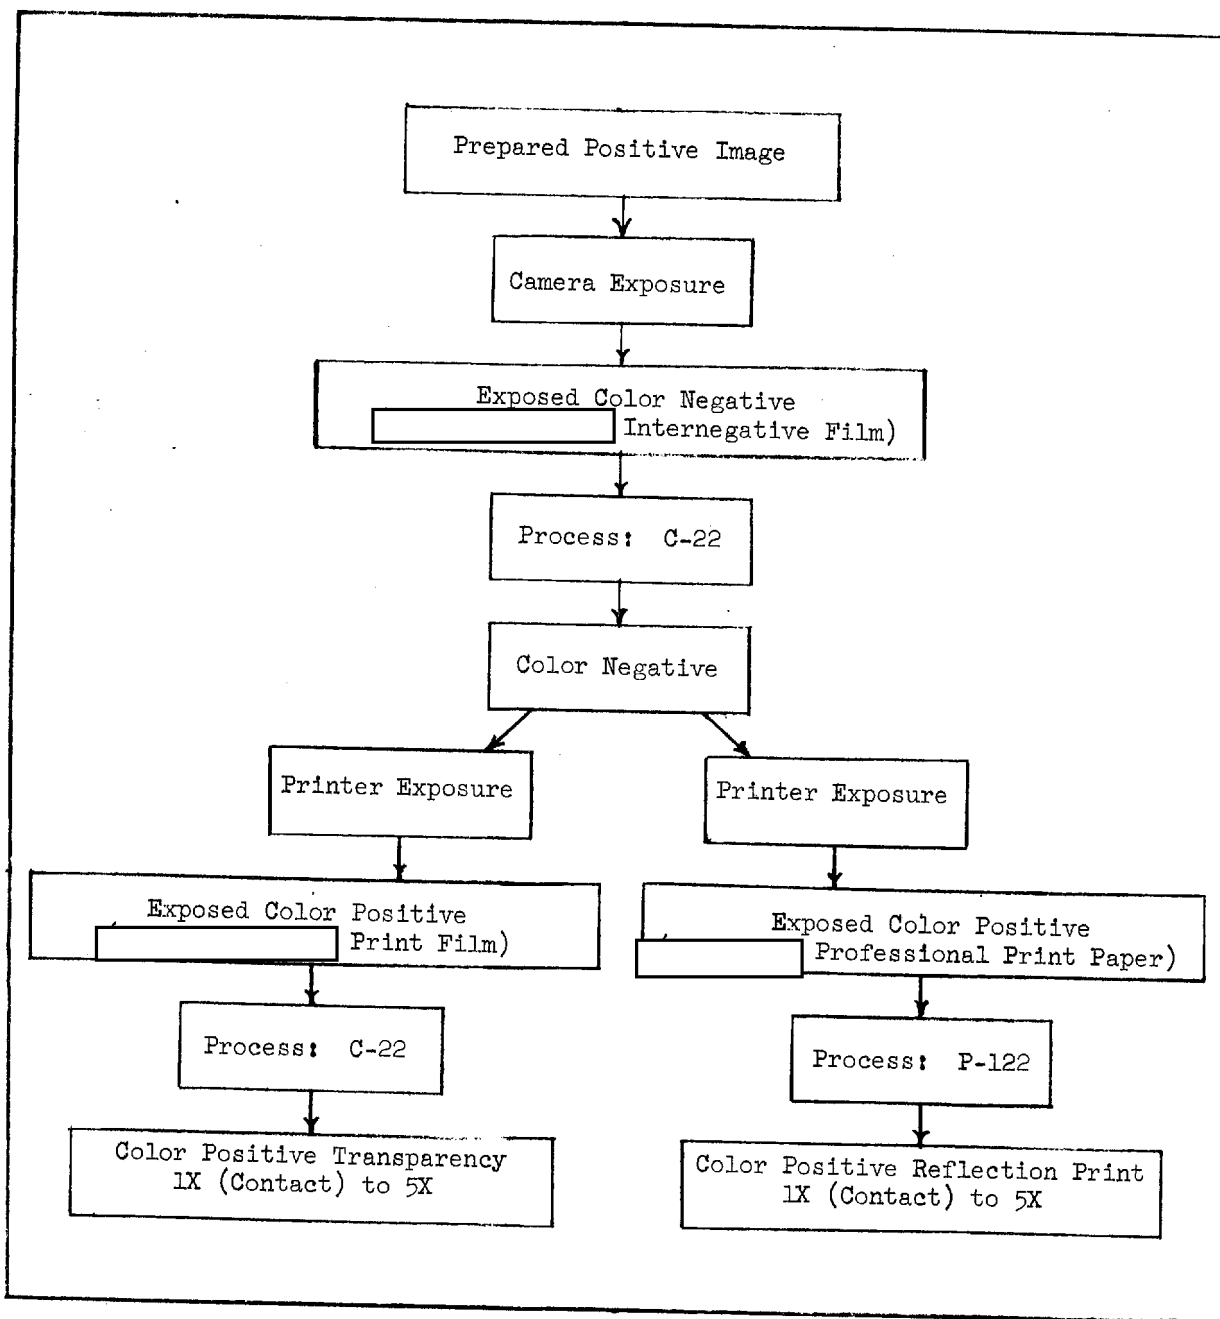 Prepared Positive Image
Camera Exposure
Exposed Color Negative
Internegative Film)
Process: C-22
Color Negative
Printer Exposure
Printer Exposure
Exposed Color Positive
Print Film)
Exposed Color Positive
Professional Print Paper)
Process: C-22
Process: P-122
Color Positive Transparency
1X (Contact) to 5X
Color Positive Reflection Print
1X (Contact) to 5X